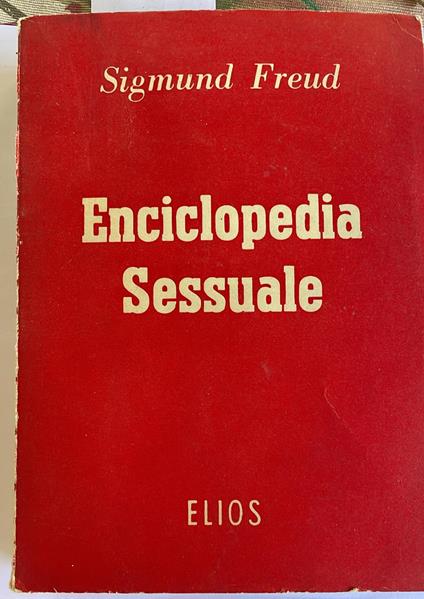 Sigmund Freud
Enciclopedia
Sessuale
ELIOS